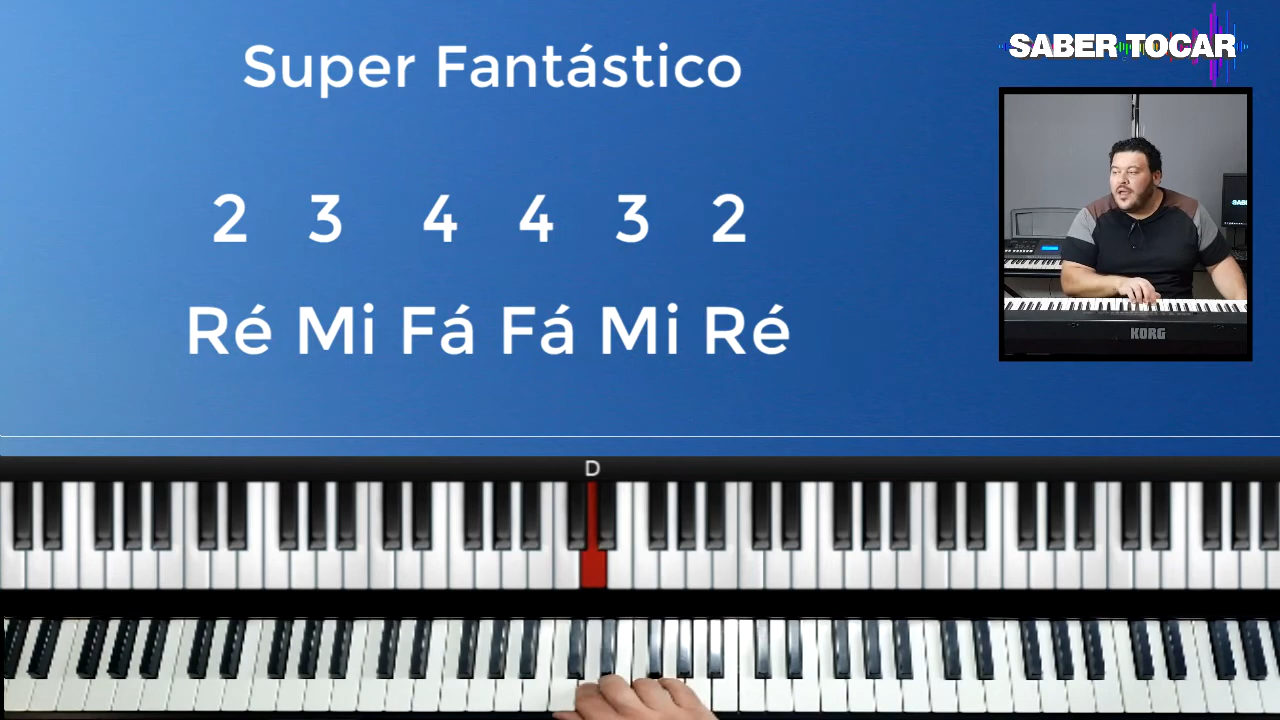 Super Fantástico
SABER TOCAR
2 3 4 4 3 2
Ré Mi Fá Fá Mi Ré
KORG
D